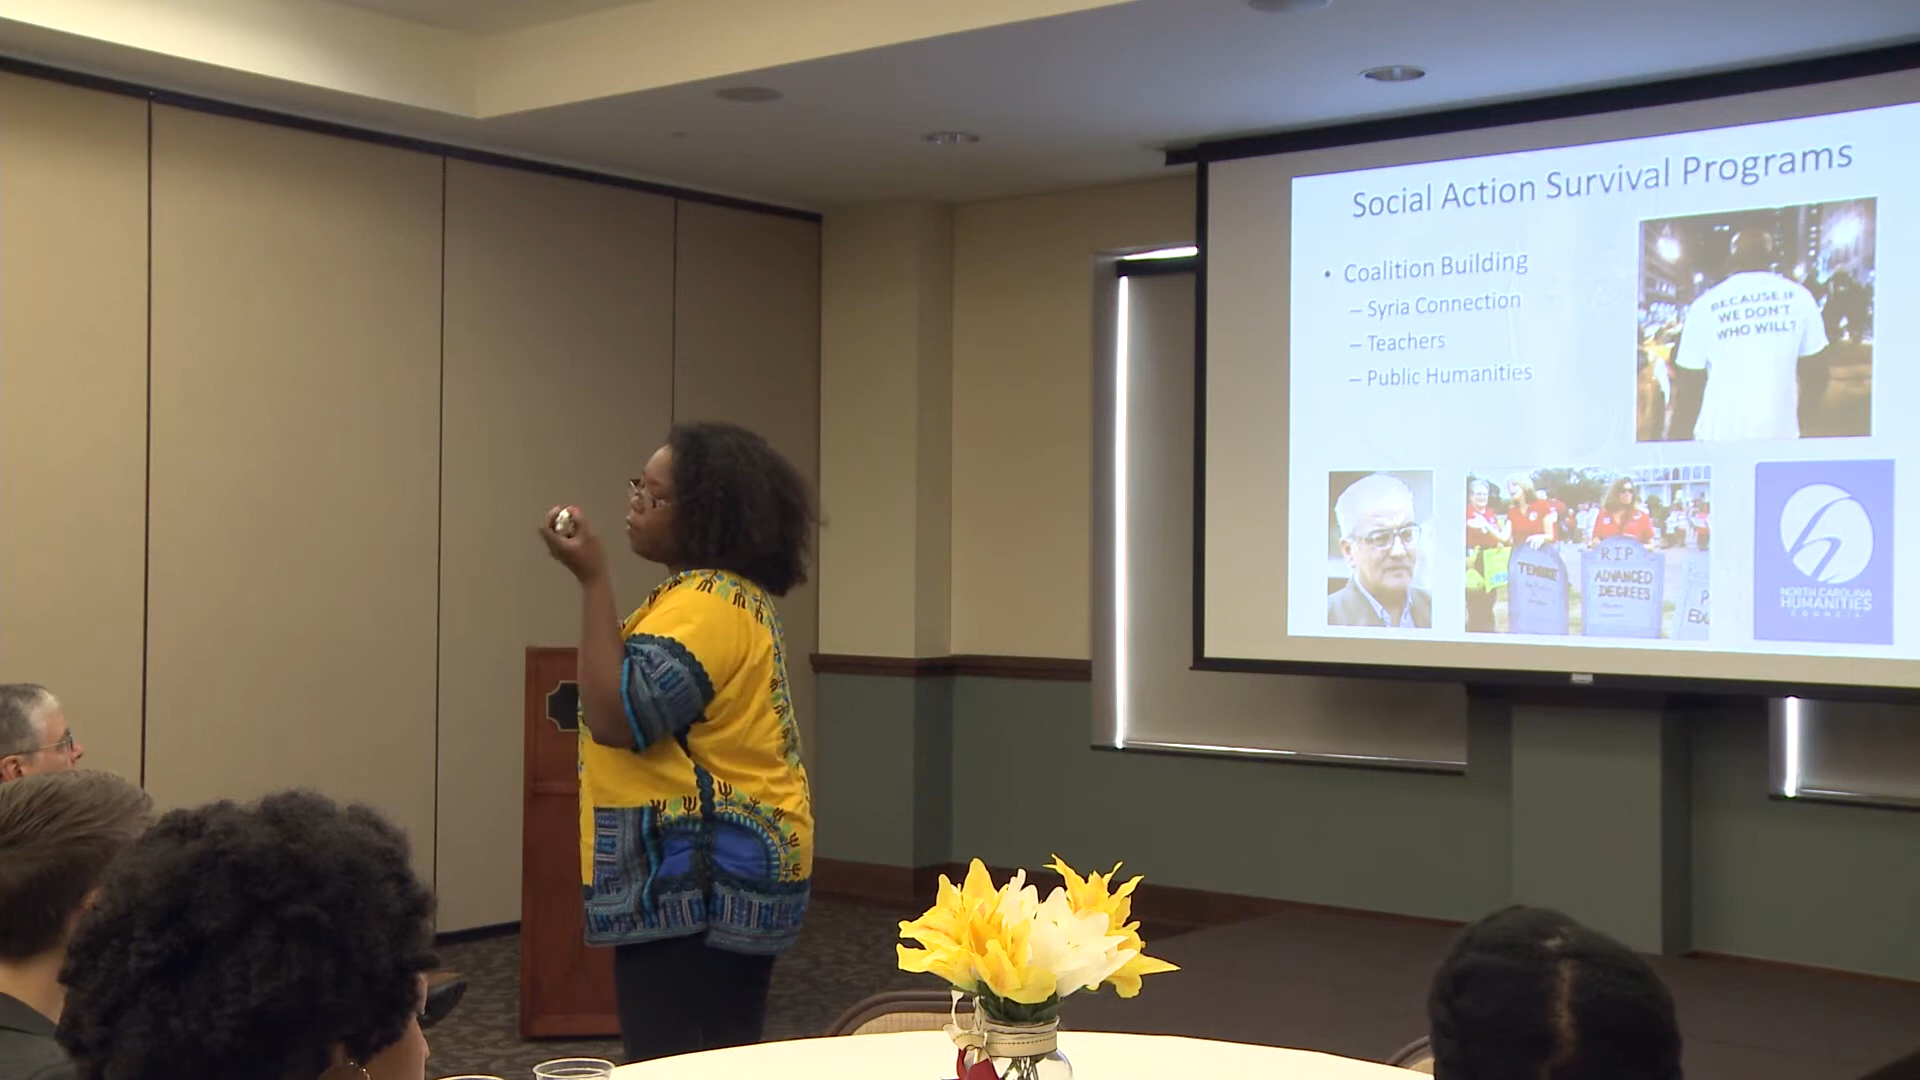 Social Action Survival Programs
• Coalition Building
– Syria Connection
– Teachers
– Public Humanities
BECAUSE IF
WE DON'T
WHO WILL?
TENURE
RIP
ADVANCED
DEGREES
NORTH CAROLINA
HUMANITIES
COUNCIL